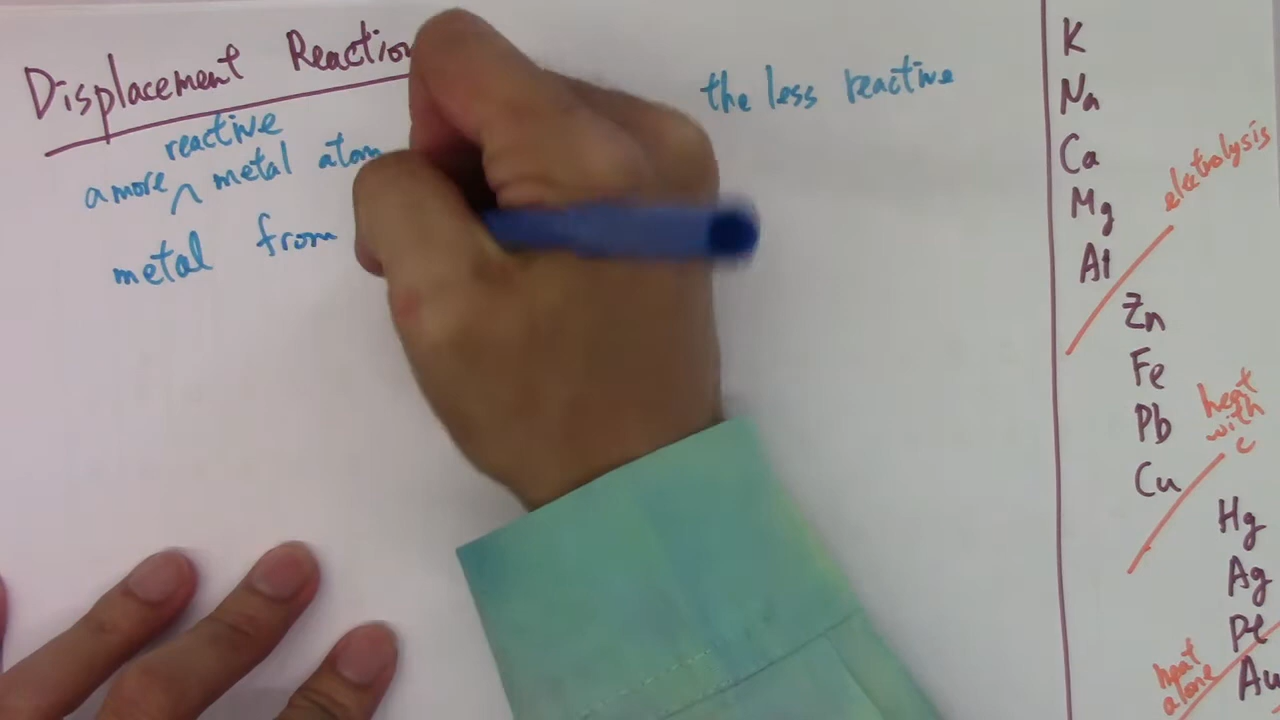 Displacement Reaction
the less reactive
reactive
a more ^ metal atom
metal from
K
Na
Ca
Mg
Al
electrolysis
Zn
Fe
Pb
Cu
heat
with
C
Hg
Ag
Pt
Au
heat
alone